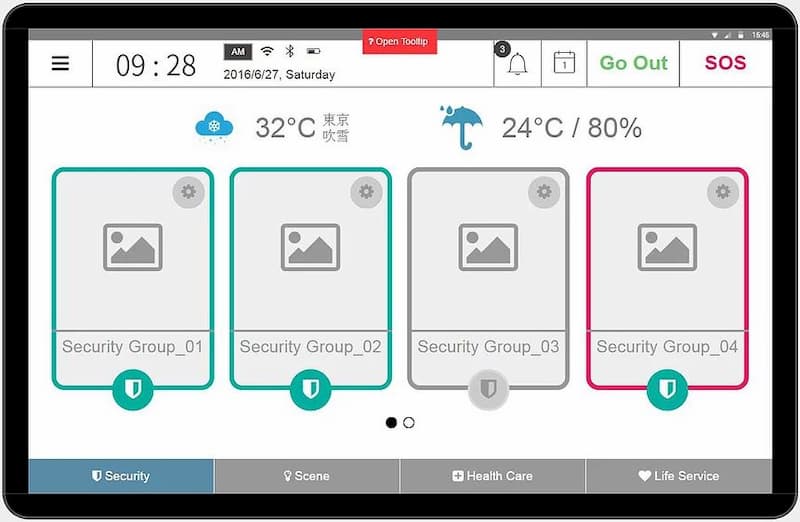 ? Open Tooltip
15:46
09 : 28
AM
2016/6/27, Saturday
3
1
Go Out
SOS
32°C
東京
吹雪
24°C / 80%
Security Group_01
Security Group_02
Security Group_03
Security Group_04
Security
Scene
Health Care
Life Service